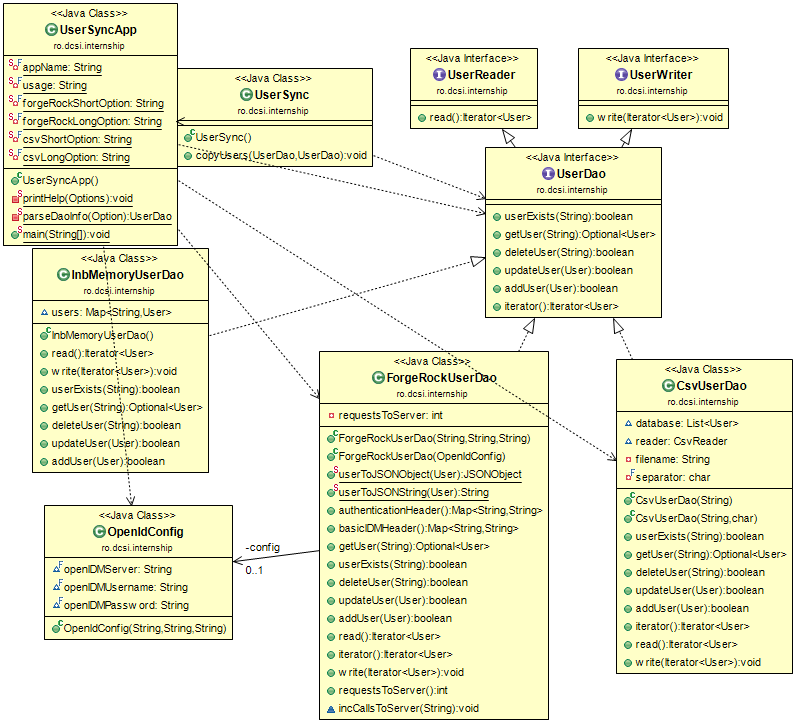 <<Java Class>>
UserSyncApp
ro.dcsi.internship
appName: String
usage: String
forgeRockShortOption: String
forgeRockLongOption: String
csvShortOption: String
csvLongOption: String
UserSyncApp()
printHelp(Options):void
parseDaoInfo(Option):UserDao
main(String[]):void
<<Java Class>>
UserSync
ro.dcsi.internship
UserSync()
copyUsers(UserDao,UserDao):void
<<Java Interface>>
UserReader
ro.dcsi.internship
read():Iterator<User>
<<Java Interface>>
UserWriter
ro.dcsi.internship
write(Iterator<User>):void
<<Java Interface>>
UserDao
ro.dcsi.internship
userExists(String):boolean
getUser(String):Optional<User>
deleteUser(String):boolean
updateUser(User):boolean
addUser(User):boolean
iterator():Iterator<User>
<<Java Class>>
InbMemoryUserDao
ro.dcsi.internship
users: Map<String,User>
InbMemoryUserDao()
read():Iterator<User>
write(Iterator<User>):void
userExists(String):boolean
getUser(String):Optional<User>
deleteUser(String):boolean
updateUser(User):boolean
addUser(User):boolean
<<Java Class>>
ForgeRockUserDao
ro.dcsi.internship
requestsToServer: int
ForgeRockUserDao(String,String,String)
ForgeRockUserDao(OpenIdConfig)
userToJSONObject(User):JSONObject
userToJSONString(User):String
authenticationHeader():Map<String,String>
basicIDMHeader():Map<String,String>
getUser(String):Optional<User>
userExists(String):boolean
deleteUser(String):boolean
updateUser(User):boolean
addUser(User):boolean
read():Iterator<User>
iterator():Iterator<User>
write(Iterator<User>):void
requestsToServer():int
incCallsToServer(String):void
<<Java Class>>
CsvUserDao
ro.dcsi.internship
database: List<User>
reader: CsvReader
filename: String
separator: char
CsvUserDao(String)
CsvUserDao(String,char)
userExists(String):boolean
getUser(String):Optional<User>
deleteUser(String):boolean
updateUser(User):boolean
addUser(User):boolean
iterator():Iterator<User>
read():Iterator<User>
write(Iterator<User>):void
<<Java Class>>
OpenIdConfig
ro.dcsi.internship
openIDMServer: String
openIDMUsername: String
openIDMPassword: String
OpenIdConfig(String,String,String)
-config
0..1